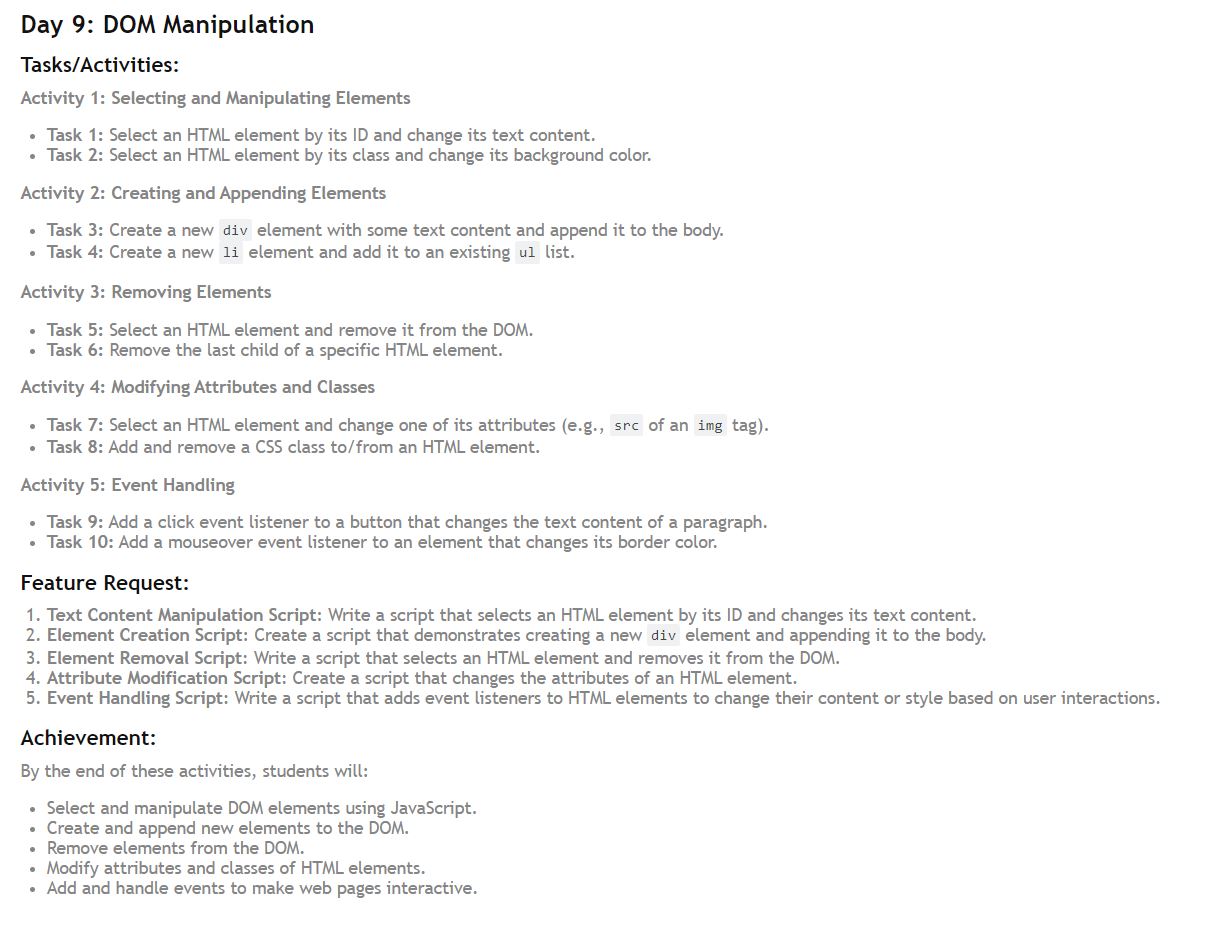 Day 9: DOM Manipulation
Tasks/Activities:
Activity 1: Selecting and Manipulating Elements
• Task 1: Select an HTML element by its ID and change its text content.
• Task 2: Select an HTML element by its class and change its background color.
Activity 2: Creating and Appending Elements
• Task 3: Create a new div element with some text content and append it to the body.
• Task 4: Create a new li element and add it to an existing ul list.
Activity 3: Removing Elements
• Task 5: Select an HTML element and remove it from the DOM.
• Task 6: Remove the last child of a specific HTML element.
Activity 4: Modifying Attributes and Classes
• Task 7: Select an HTML element and change one of its attributes (e.g., src of an img tag).
• Task 8: Add and remove a CSS class to/from an HTML element.
Activity 5: Event Handling
• Task 9: Add a click event listener to a button that changes the text content of a paragraph.
• Task 10: Add a mouseover event listener to an element that changes its border color.
Feature Request:
1. Text Content Manipulation Script: Write a script that selects an HTML element by its ID and changes its text content.
2. Element Creation Script: Create a script that demonstrates creating a new div element and appending it to the body.
3. Element Removal Script: Write a script that selects an HTML element and removes it from the DOM.
4. Attribute Modification Script: Create a script that changes the attributes of an HTML element.
5. Event Handling Script: Write a script that adds event listeners to HTML elements to change their content or style based on user interactions.
Achievement:
By the end of these activities, students will:
• Select and manipulate DOM elements using JavaScript.
• Create and append new elements to the DOM.
• Remove elements from the DOM.
• Modify attributes and classes of HTML elements.
• Add and handle events to make web pages interactive.